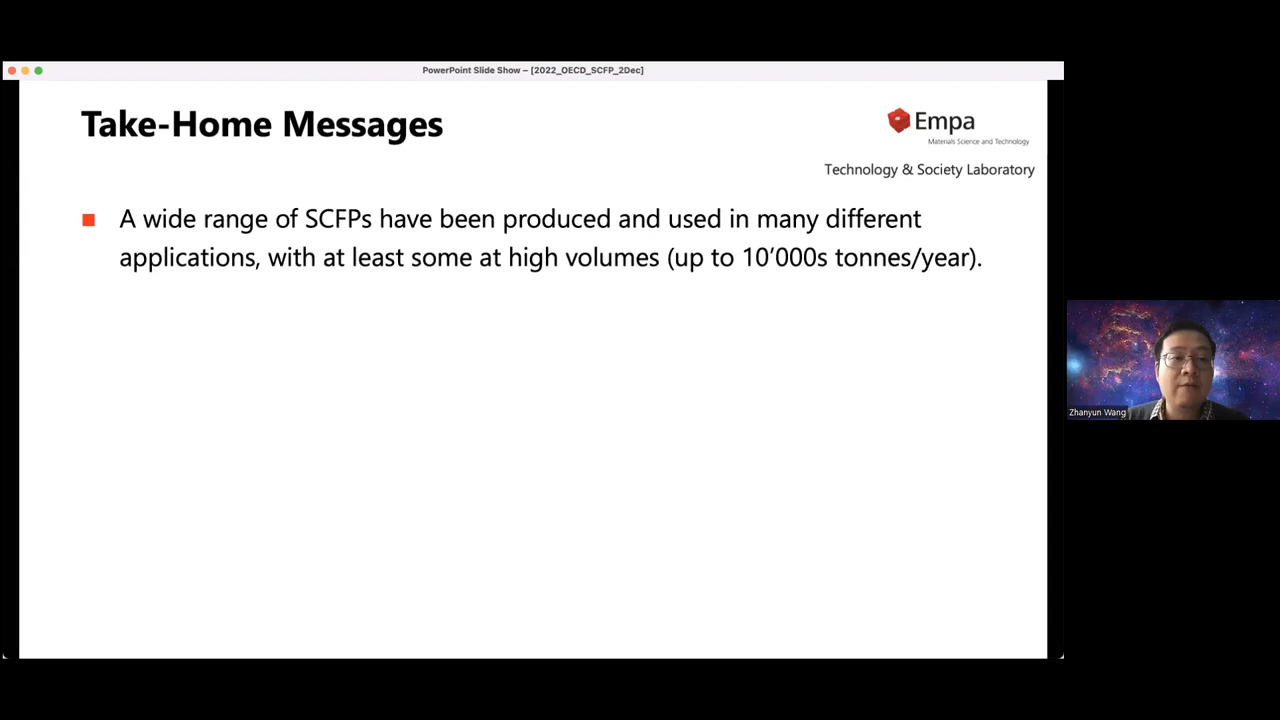 PowerPoint Slide Show – [2022_OECD_SCFP_2Dec]
Take-Home Messages
Empa
Materials Science and Technology
Technology & Society Laboratory
A wide range of SCFPs have been produced and used in many different
applications, with at least some at high volumes (up to 10’000s tonnes/year).
Zhanyun Wang